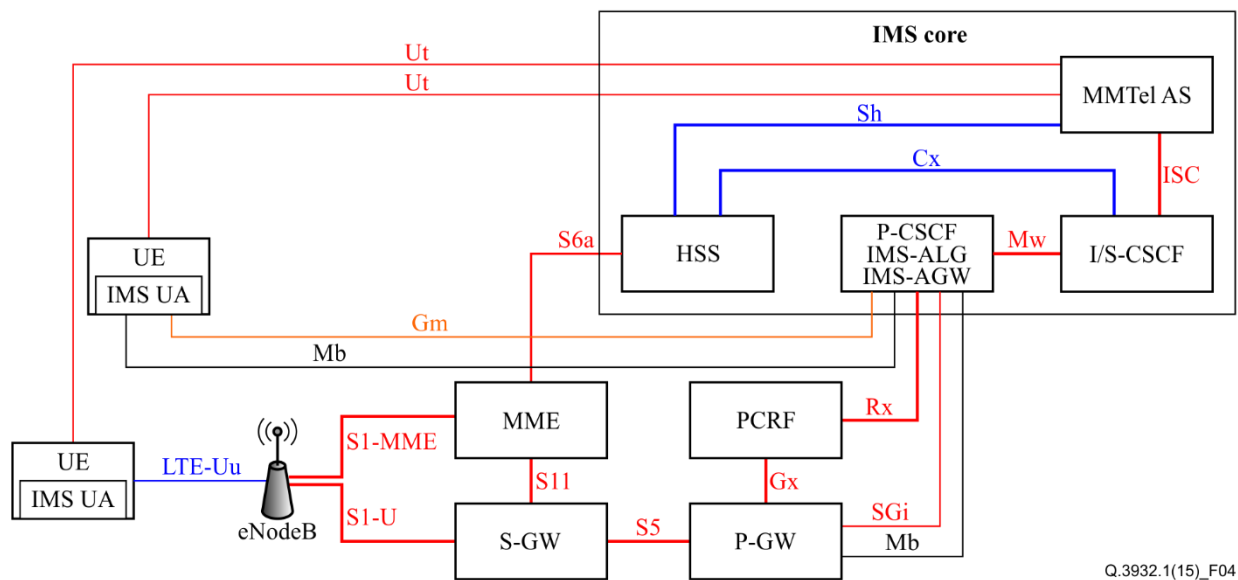 Ut
IMS core
Ut
MMTel AS
Sh
Cx
ISC
UE
IMS UA
S6a
HSS
P-CSCF
IMS-ALG
IMS-AGW
Mw
I/S-CSCF
Gm
Mb
MME
PCRF
Rx
S1-MME
UE
IMS UA
LTE-Uu
eNodeB
S11
Gx
S1-U
S-GW
S5
P-GW
SGi
Mb
Q.3932.1(15)_F04